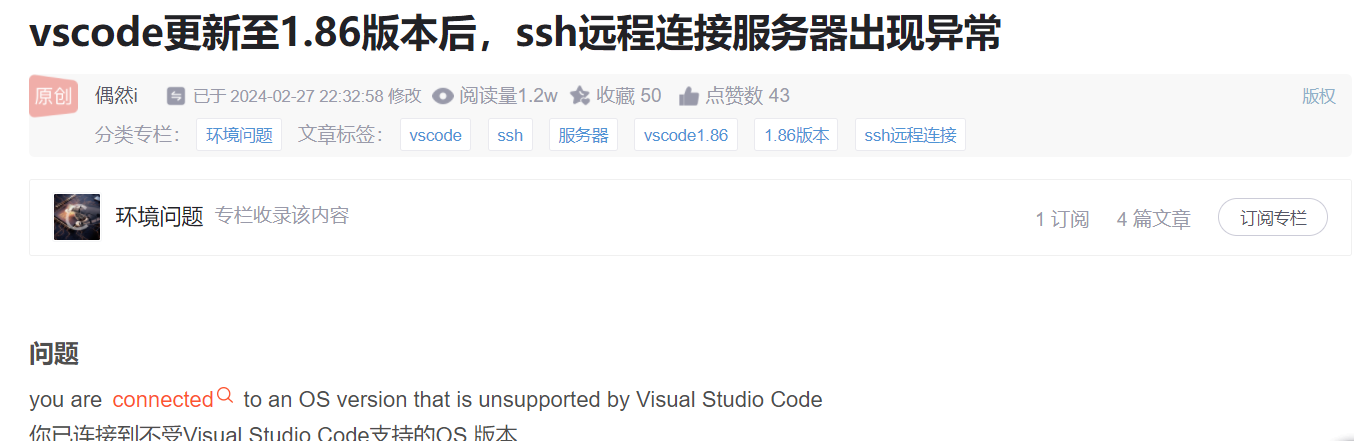 vscode更新至1.86版本后，ssh远程连接服务器出现异常
原创 偶然i 已于 2024-02-27 22:32:58 修改 阅读量1.2w 收藏 50 点赞数 43 版权
分类专栏： 环境问题 文章标签： vscode ssh 服务器 vscode1.86 1.86版本 ssh远程连接
环境问题 专栏收录该内容 1 订阅 4 篇文章 订阅专栏
问题
you are connected to an OS version that is unsupported by Visual Studio Code
你已连接到不受Visual Studio Code支持的OS 版本